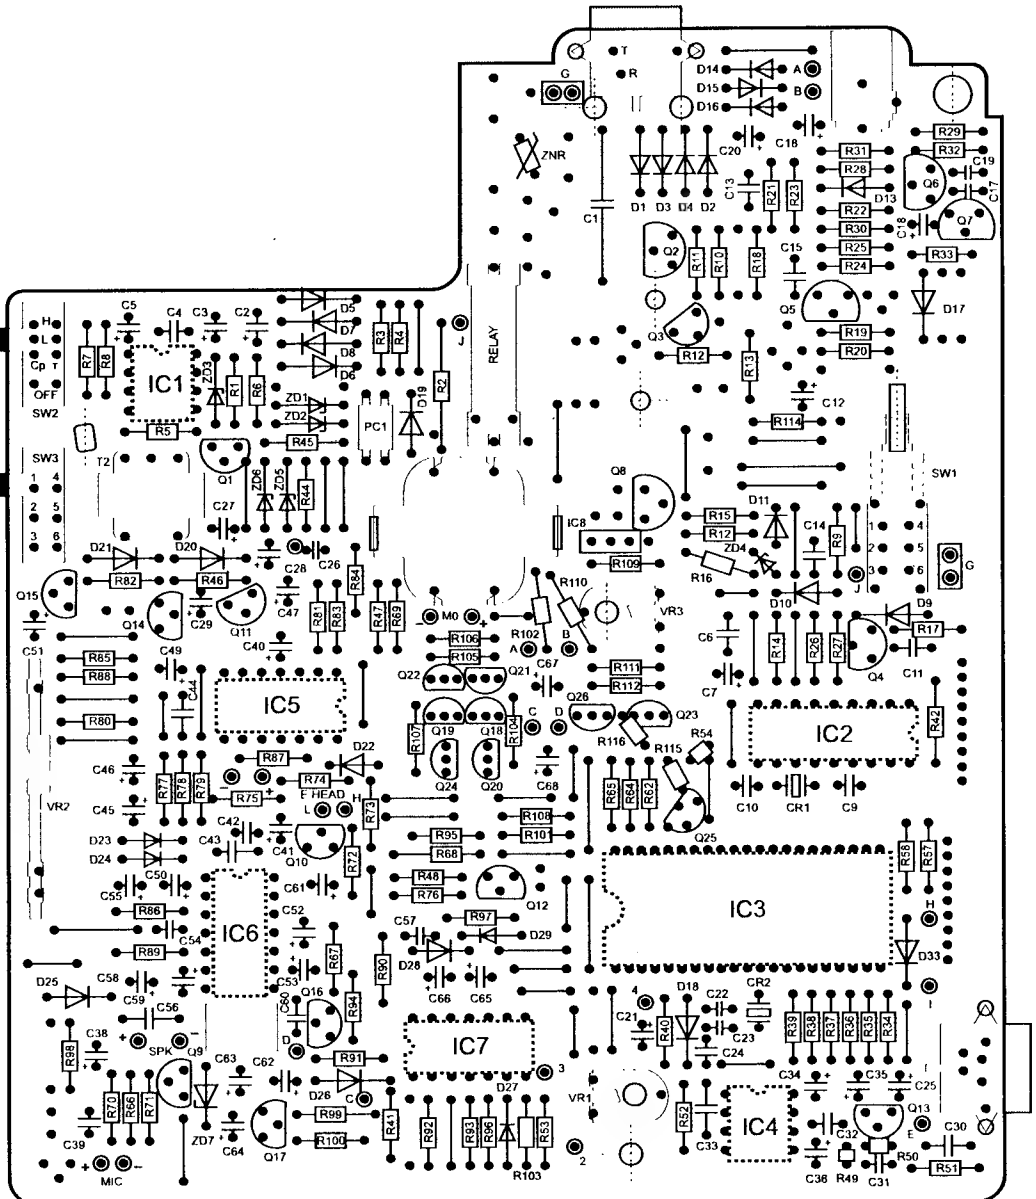 T
R
G
D14
A
D15
B
D16
C20
C18
R29
R32
ZNR
R31
R28
C19
C17
D13
Q6
C13
R21
R23
C1
D1
D3
D4
D2
R22
R30
R25
R24
C18
Q7
R33
Q2
R11
R10
R18
C15
Q5
D17
C5
C4
C3
C2
D5
D7
D8
D6
R3
R4
J
RELAY
Q3
R12
R13
R19
R20
H
L
Cp T
OFF
SW2
R7
R8
IC1
ZD3
R1
R6
R2
D19
ZD1
ZD2
PC1
R5
R45
C12
R114
SW3
1 4
2 5
3 6
T2
Q1
ZD6
ZD5
R44
C27
Q8
IC8
D11
SW1
R15
R12
ZD4
C14
R9
1 4
2 5
3 6
G
D21
D20
C28
C26
R84
R109
R16
R82
R46
Q15
Q14
C29
Q11
C47
R81
R83
R47
R69
R110
VR3
D10
J
D9
R17
− M0 +
R102
B
A
C51
R85
R88
C49
C40
R106
R105
Q22
Q21
C67
R111
R112
C6
C7
R14
R26
R27
Q4
C11
C44
IC5
R80
R107
Q19
Q18
R104
C
D
Q26
Q23
R116
R54
R115
IC2
R42
C46
R77
R78
R79
R87
D22
Q24
Q20
C68
R65
R64
R62
C10
CR1
C9
VR2
C45
−
+
R75
R74
E HEAD
L
H
R73
R108
R101
Q25
D23
D24
C42
C43
C41
Q10
R72
R95
R68
R58
R57
C50
C55
C61
R48
R76
Q12
IC3
H
R86
C54
IC6
C52
R97
D29
C57
R67
R89
C53
R90
D28
C66
C65
D33
D25
C58
C59
C56
C60
Q16
R94
4
C21
D18
C22
CR2
I
R98
C38
+
SPK
−
Q9
D
IC7
R40
C23
C24
R39
R38
R37
R36
R35
R34
C63
C62
R91
D26
D27
3
C34
C35
C25
R70
R66
R71
C
VR1
C39
ZD7
C64
Q17
R99
R100
R41
R92
R93
R96
R103
R53
2
R52
C33
IC4
C32
Q13
E
C30
+ −
MIC
C36
R49
C31
R50
R51